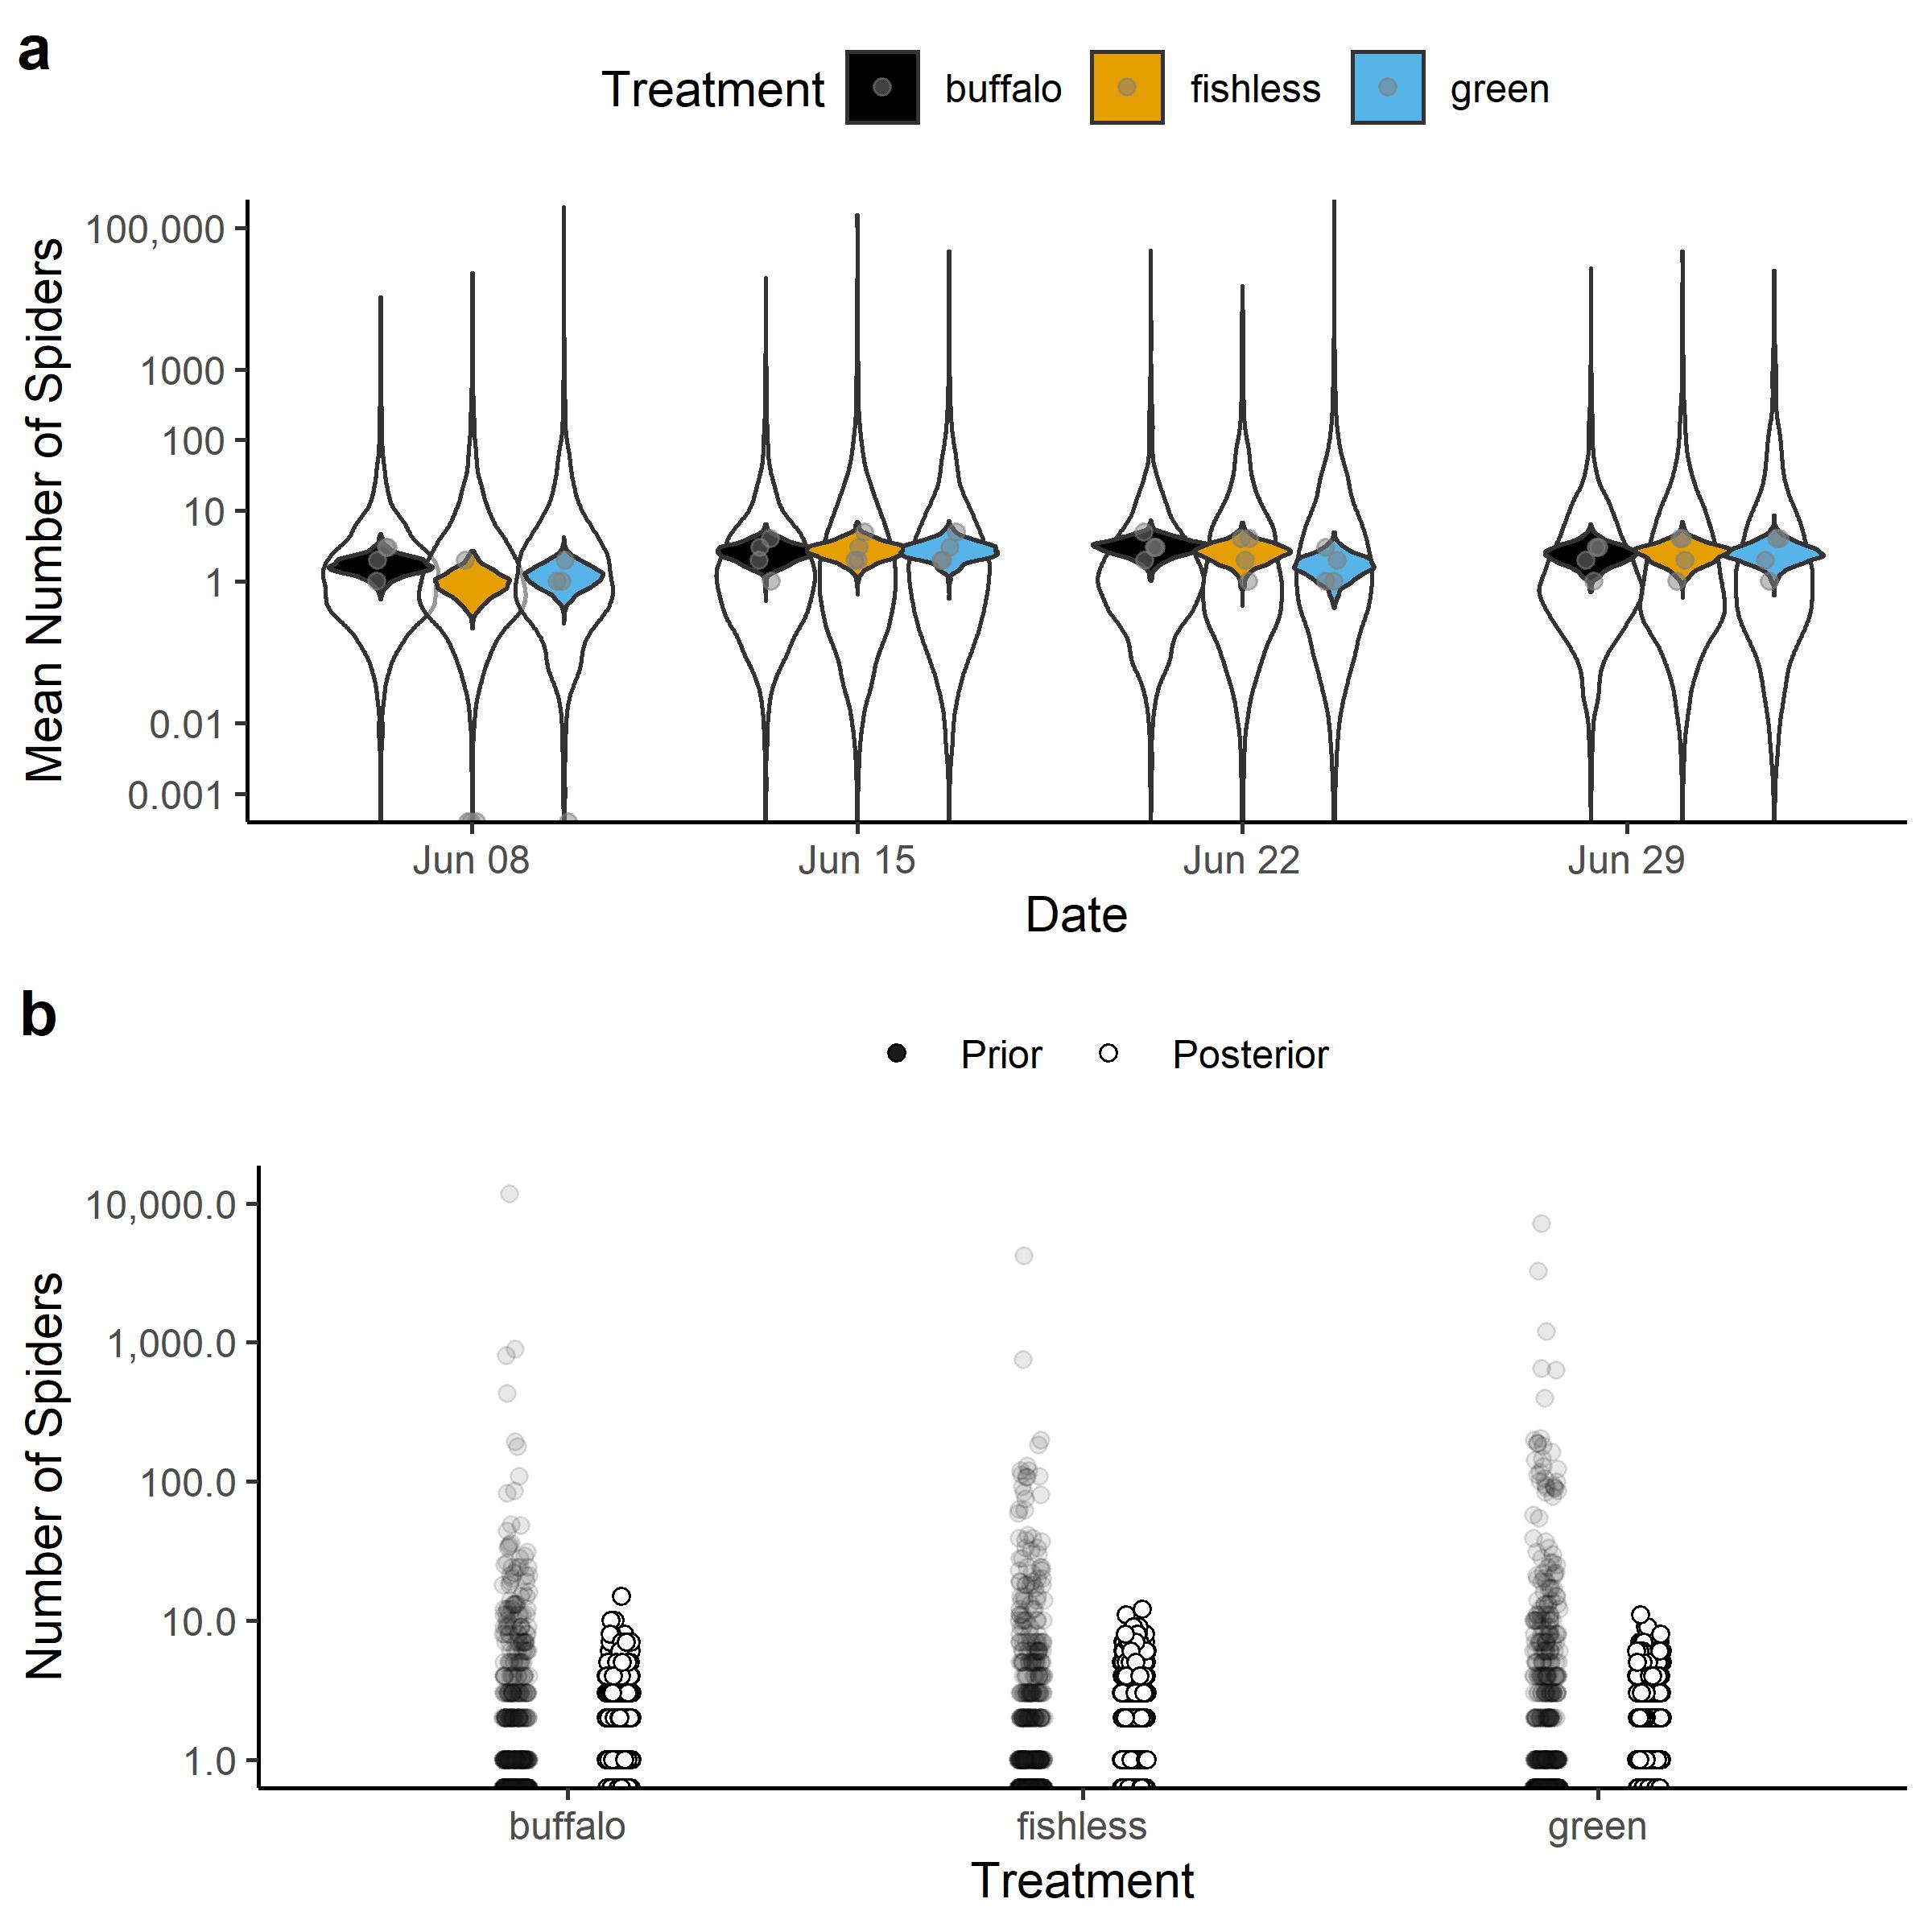 a
Treatment buffalo fishless green
Mean Number of Spiders
100,000
1000
100
10
1
0.01
0.001
Jun 08 Jun 15 Jun 22 Jun 29
Date
b
Prior Posterior
Number of Spiders
10,000.0
1,000.0
100.0
10.0
1.0
buffalo fishless green
Treatment